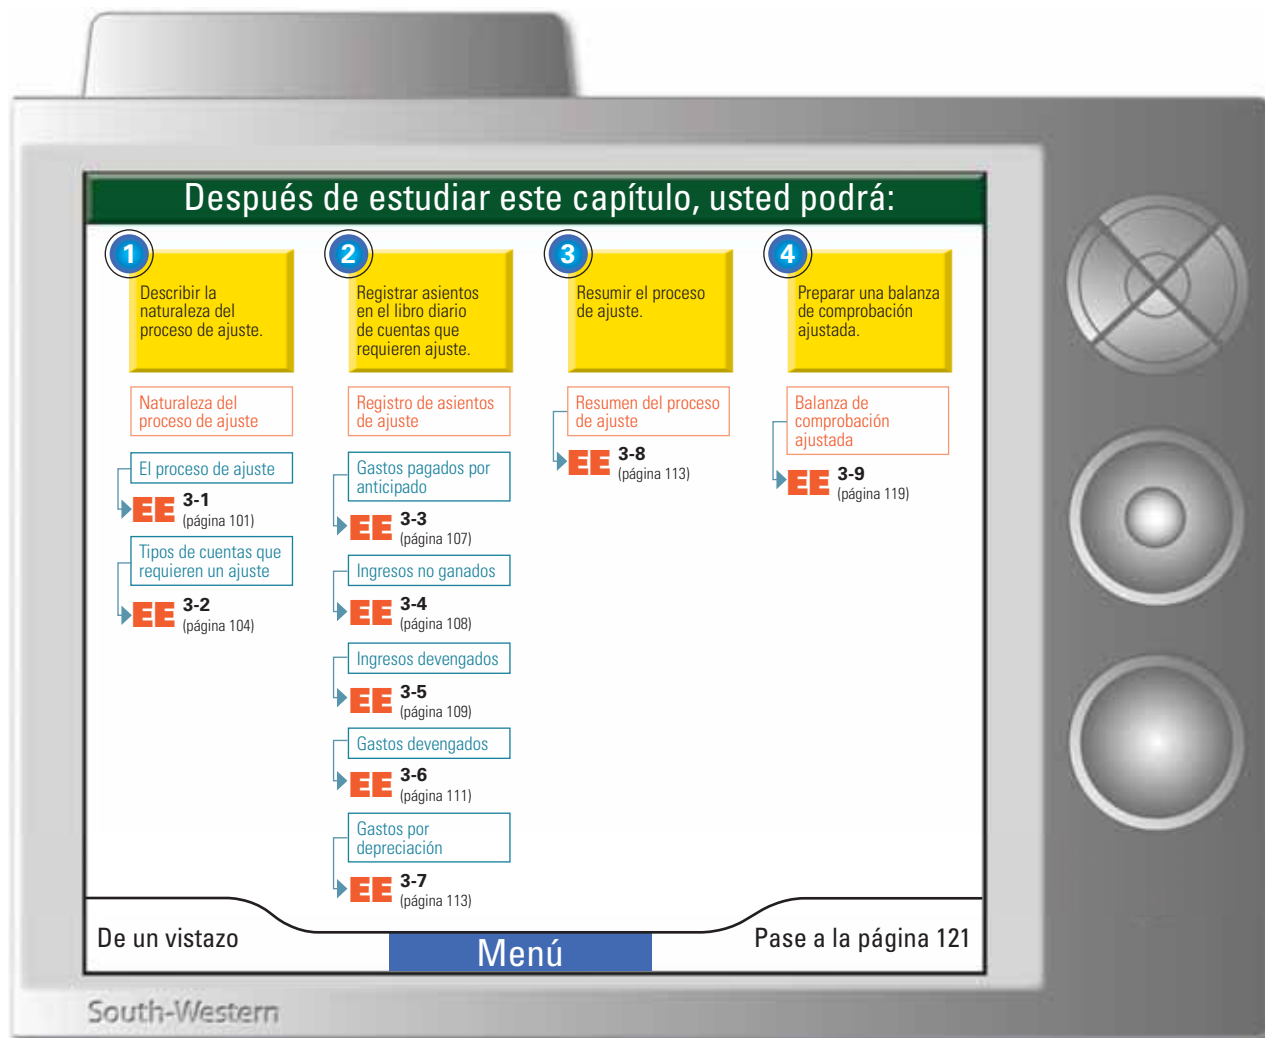 Después de estudiar este capítulo, usted podrá:
1
Describir la
naturaleza del
proceso de ajuste.
Naturaleza del
proceso de ajuste
El proceso de ajuste
EE 3-1
(página 101)
Tipos de cuentas que
requieren un ajuste
EE 3-2
(página 104)
2
Registrar asientos
en el libro diario
de cuentas que
requieren ajuste.
Registro de asientos
de ajuste
Gastos pagados por
anticipado
EE 3-3
(página 107)
Ingresos no ganados
EE 3-4
(página 108)
Ingresos devengados
EE 3-5
(página 109)
Gastos devengados
EE 3-6
(página 111)
Gastos por
depreciación
EE 3-7
(página 113)
3
Resumir el proceso
de ajuste.
Resumen del proceso
de ajuste
EE 3-8
(página 113)
4
Preparar una balanza
de comprobación
ajustada.
Balanza de
comprobación
ajustada
EE 3-9
(página 119)
De un vistazo
Menú
Pase a la página 121
South-Western